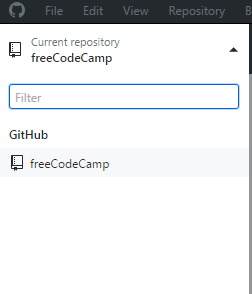 File Edit View Repository
Current repository
freeCodeCamp
Filter
GitHub
freeCodeCamp